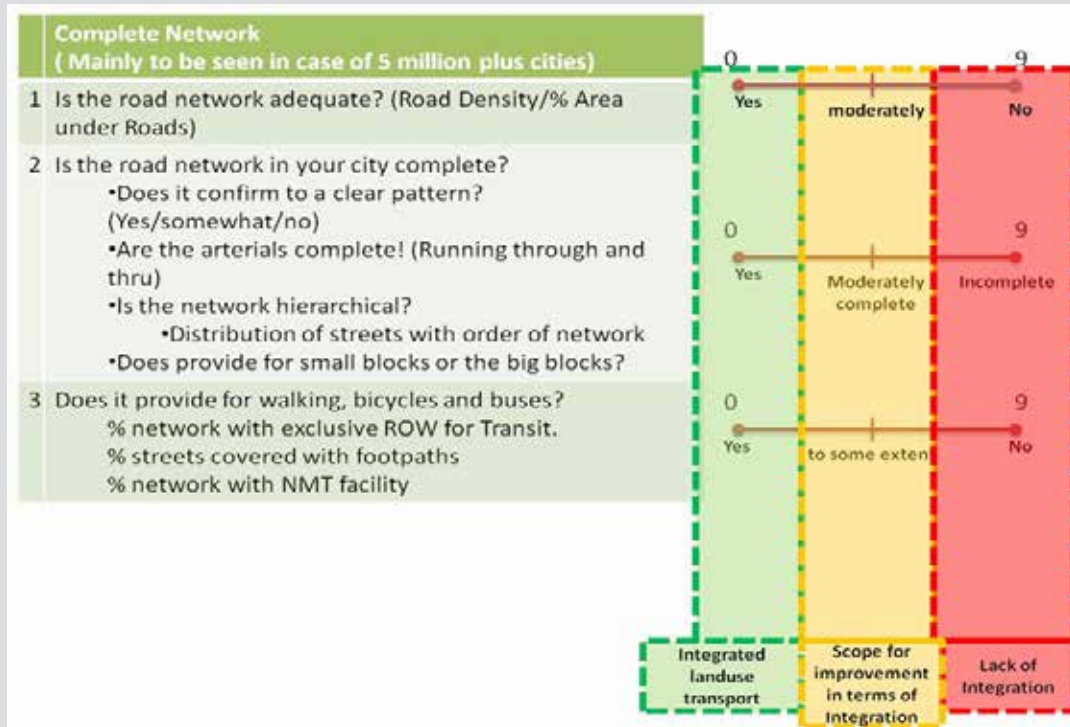 Complete Network
( Mainly to be seen in case of 5 million plus cities)
1 Is the road network adequate? (Road Density/% Area
under Roads)
2 Is the road network in your city complete?
•Does it confirm to a clear pattern?
(Yes/somewhat/no)
•Are the arterials complete! (Running through and
thru)
•Is the network hierarchical?
•Distribution of streets with order of network
•Does provide for small blocks or the big blocks?
3 Does it provide for walking, bicycles and buses?
% network with exclusive ROW for Transit.
% streets covered with footpaths
% network with NMT facility
0 9
Yes moderately No
0 9
Yes Moderately Incomplete
complete
0 9
Yes to some exten No
Integrated
landuse
transport
Scope for
improvement
in terms of
Integration
Lack of
Integration